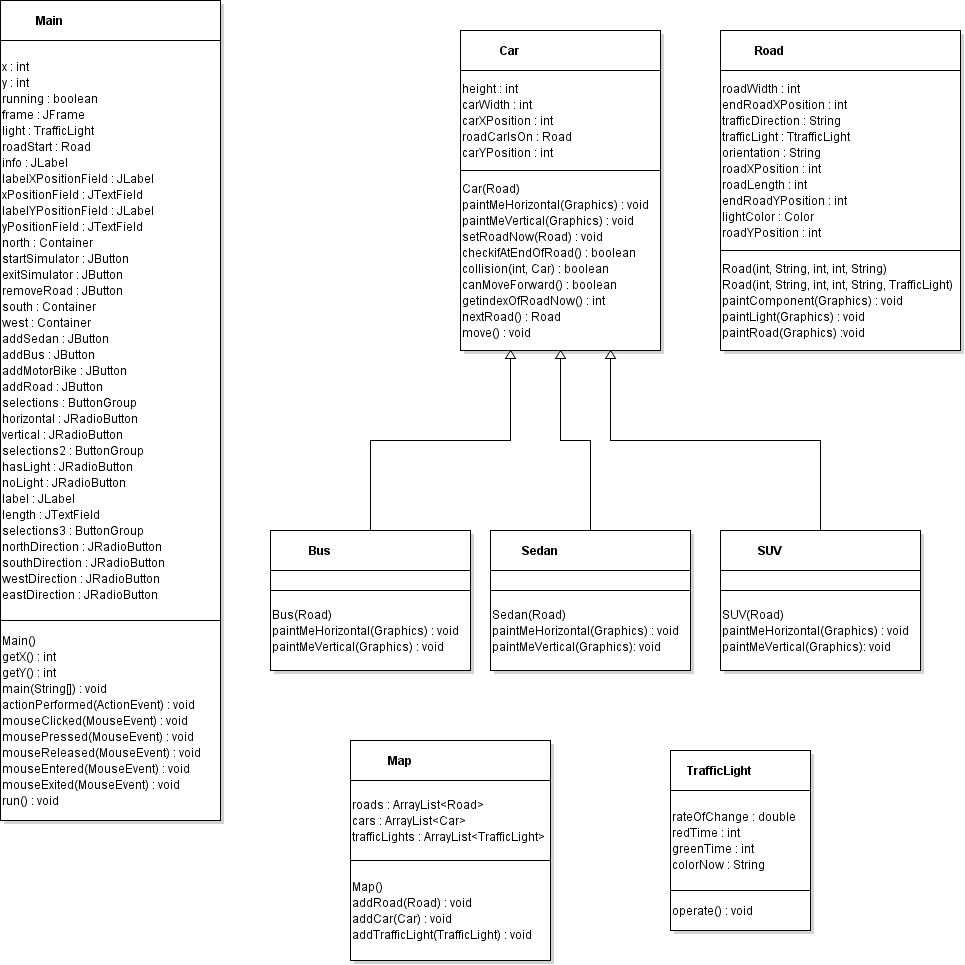 Main
x : int
y : int
running : boolean
frame : JFrame
light : TrafficLight
roadStart : Road
info : JLabel
labelXPositionField : JLabel
xPositionField : JTextField
labelYPositionField : JLabel
yPositionField : JTextField
north : Container
startSimulator : JButton
exitSimulator : JButton
removeRoad : JButton
south : Container
west : Container
addSedan : JButton
addBus : JButton
addMotorBike : JButton
addRoad : JButton
selections : ButtonGroup
horizontal : JRadioButton
vertical : JRadioButton
selections2 : ButtonGroup
hasLight : JRadioButton
noLight : JRadioButton
label : JLabel
length : JTextField
selections3 : ButtonGroup
northDirection : JRadioButton
southDirection : JRadioButton
westDirection : JRadioButton
eastDirection : JRadioButton
Main()
getX() : int
getY() : int
main(String[]) : void
actionPerformed(ActionEvent) : void
mouseClicked(MouseEvent) : void
mousePressed(MouseEvent) : void
mouseReleased(MouseEvent) : void
mouseEntered(MouseEvent) : void
mouseExited(MouseEvent) : void
run() : void
Car
height : int
carWidth : int
carXPosition : int
roadCarIsOn : Road
carYPosition : int
Car(Road)
paintMeHorizontal(Graphics) : void
paintMeVertical(Graphics) : void
setRoadNow(Road) : void
checkifAtEndOfRoad() : boolean
collision(int, Car) : boolean
canMoveForward() : boolean
getindexOfRoadNow() : int
nextRoad() : Road
move() : void
Road
roadWidth : int
endRoadXPosition : int
trafficDirection : String
trafficLight : TtrafficLight
orientation : String
roadXPosition : int
roadLength : int
endRoadYPosition : int
lightColor : Color
roadYPosition : int
Road(int, String, int, int, String)
Road(int, String, int, int, String, TrafficLight)
paintComponent(Graphics) : void
paintLight(Graphics) : void
paintRoad(Graphics) :void
Bus
Bus(Road)
paintMeHorizontal(Graphics) : void
paintMeVertical(Graphics) : void
Sedan
Sedan(Road)
paintMeHorizontal(Graphics) : void
paintMeVertical(Graphics): void
SUV
SUV(Road)
paintMeHorizontal(Graphics) : void
paintMeVertical(Graphics): void
Map
roads : ArrayList<Road>
cars : ArrayList<Car>
trafficLights : ArrayList<TrafficLight>
Map()
addRoad(Road) : void
addCar(Car) : void
addTrafficLight(TrafficLight) : void
TrafficLight
rateOfChange : double
redTime : int
greenTime : int
colorNow : String
operate() : void